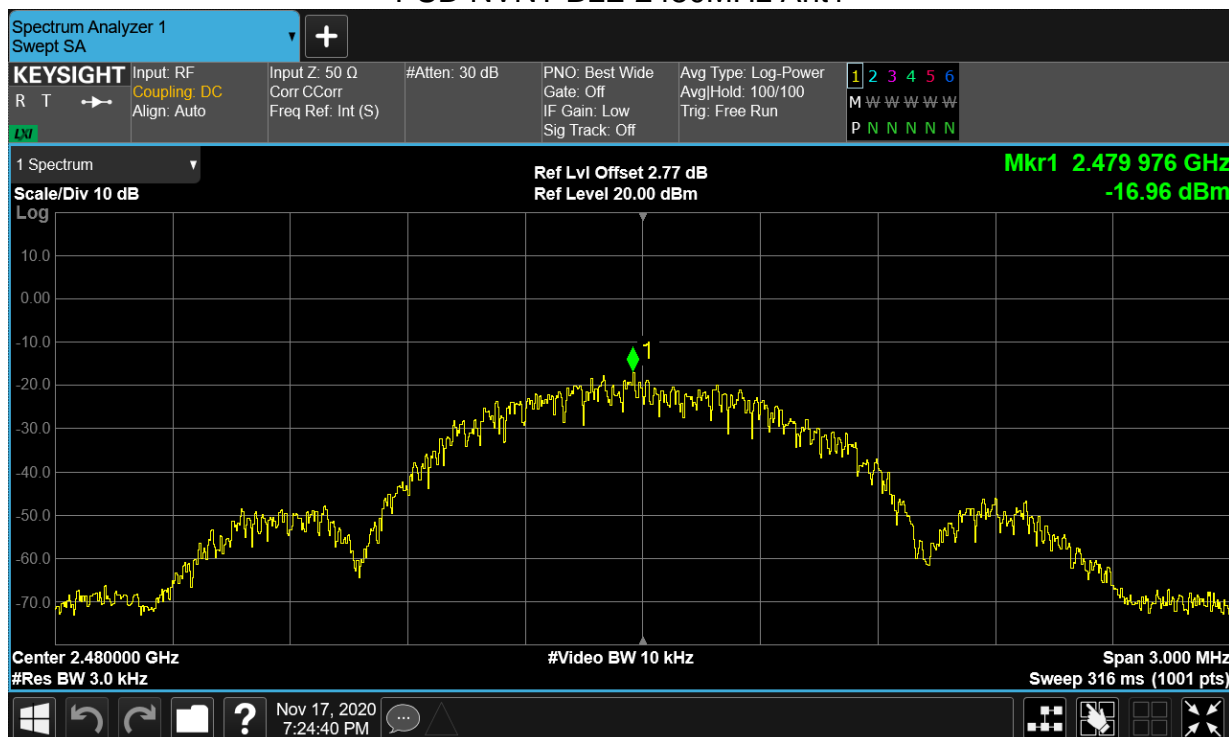 Spectrum Analyzer 1
Swept SA
+
KEYSIGHT
R T
LXI
Input: RF
Coupling: DC
Align: Auto
Input Z: 50 Ω
Corr CCorr
Freq Ref: Int (S)
#Atten: 30 dB
PNO: Best Wide
Gate: Off
IF Gain: Low
Sig Track: Off
Avg Type: Log-Power
Avg|Hold: 100/100
Trig: Free Run
1 2 3 4 5 6
M W W W W W
P N N N N N
1 Spectrum
Scale/Div 10 dB
Log
Ref Lvl Offset 2.77 dB
Ref Level 20.00 dBm
Mkr1 2.479 976 GHz
-16.96 dBm
10.0
0.00
-10.0
-20.0
-30.0
-40.0
-50.0
-60.0
-70.0
1
Center 2.480000 GHz
#Res BW 3.0 kHz
#Video BW 10 kHz
Span 3.000 MHz
Sweep 316 ms (1001 pts)
?
Nov 17, 2020
7:24:40 PM